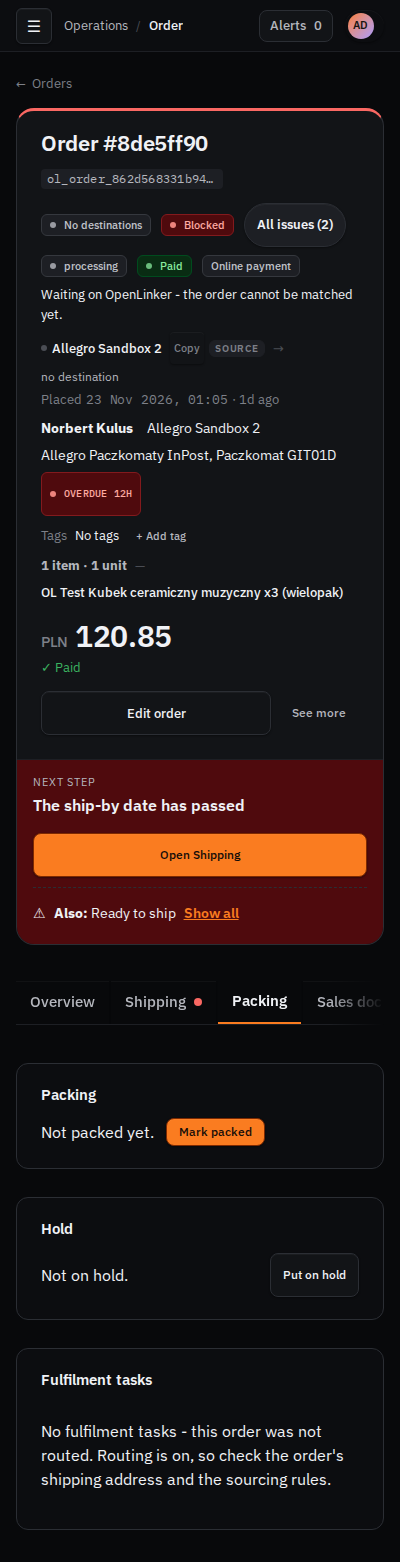 ☰ Operations / Order Alerts 0 AD
← Orders
Order #8de5ff90
ol_order_862d568331b94…
No destinations Blocked All issues (2)
processing Paid Online payment
Waiting on OpenLinker - the order cannot be matched
yet.
Allegro Sandbox 2 Copy SOURCE →
no destination
Placed 23 Nov 2026, 01:05 · 1d ago
Norbert Kulus Allegro Sandbox 2
Allegro Paczkomaty InPost, Paczkomat GIT01D
OVERDUE 12H
Tags No tags + Add tag
1 item · 1 unit —
OL Test Kubek ceramiczny muzyczny x3 (wielopak)
PLN 120.85
✓ Paid
Edit order See more
NEXT STEP
The ship-by date has passed
Open Shipping
⚠ Also: Ready to ship Show all
Overview Shipping Packing Sales doc
Packing
Not packed yet. Mark packed
Hold
Not on hold. Put on hold
Fulfilment tasks
No fulfilment tasks - this order was not
routed. Routing is on, so check the order's
shipping address and the sourcing rules.